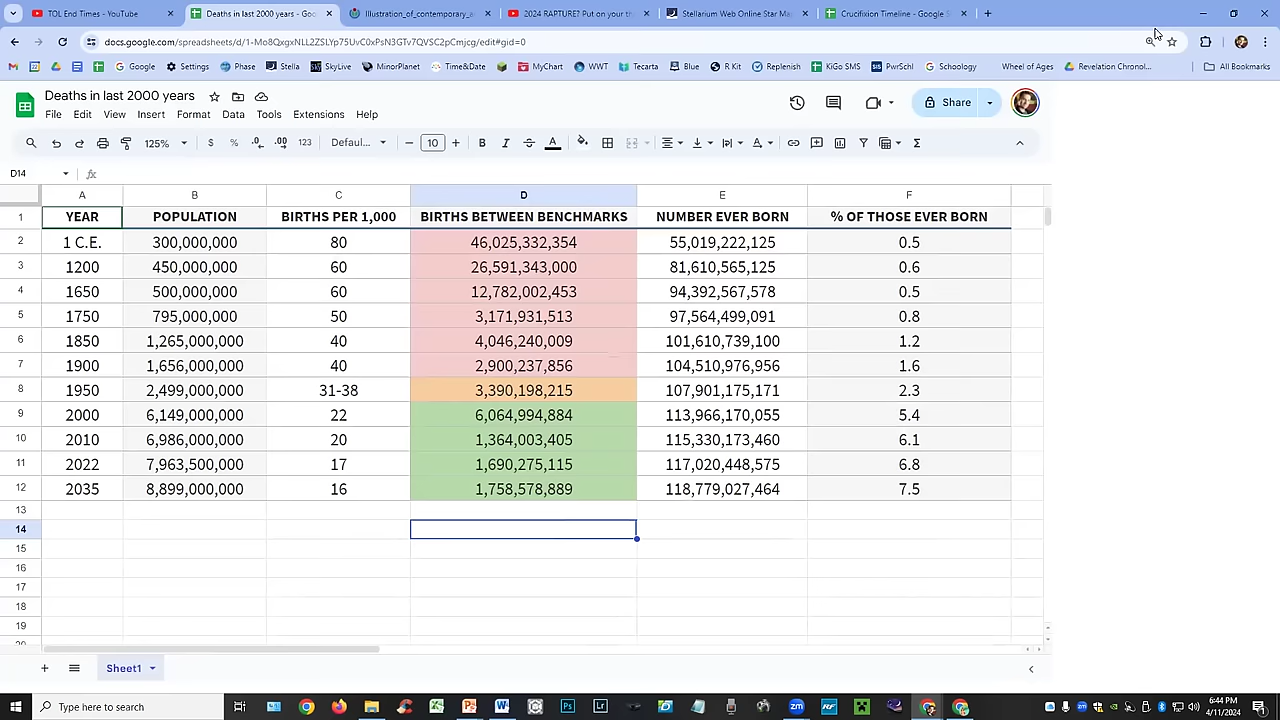 TOL End Times - YouTube
Deaths in last 2000 years - Goo
Illustration_of_contemporary_a
2024 RAPTURE? Put on your th
Stellarium Web Online Star Ma
Crucifixion Timeline - Google S
docs.google.com/spreadsheets/d/1-Mo8QxgxNLL2ZSLYp75UvC0xPsN3GTv7QVSC2pCmjcg/edit#gid=0
Google Settings Phase Stella SkyLive MinorPlanet Time&Date MyChart WWT Tecarta Blue R Kit Replenish KiGo SMS PwrSchl Schoology Wheel of Ages Revelation Chronol... All Bookmarks
Deaths in last 2000 years
Share
File Edit View Insert Format Data Tools Extensions Help
125% $ % .0 .00 123 Defaul... − 10 + B I A Σ
D14 fx
A B C D E F
1 YEAR POPULATION BIRTHS PER 1,000 BIRTHS BETWEEN BENCHMARKS NUMBER EVER BORN % OF THOSE EVER BORN
2 1 C.E. 300,000,000 80 46,025,332,354 55,019,222,125 0.5
3 1200 450,000,000 60 26,591,343,000 81,610,565,125 0.6
4 1650 500,000,000 60 12,782,002,453 94,392,567,578 0.5
5 1750 795,000,000 50 3,171,931,513 97,564,499,091 0.8
6 1850 1,265,000,000 40 4,046,240,009 101,610,739,100 1.2
7 1900 1,656,000,000 40 2,900,237,856 104,510,976,956 1.6
8 1950 2,499,000,000 31-38 3,390,198,215 107,901,175,171 2.3
9 2000 6,149,000,000 22 6,064,994,884 113,966,170,055 5.4
10 2010 6,986,000,000 20 1,364,003,405 115,330,173,460 6.1
11 2022 7,963,500,000 17 1,690,275,115 117,020,448,575 6.8
12 2035 8,899,000,000 16 1,758,578,889 118,779,027,464 7.5
13
14
15
16
17
18
19
Sheet1
Type here to search
6:44 PM
4/11/2024